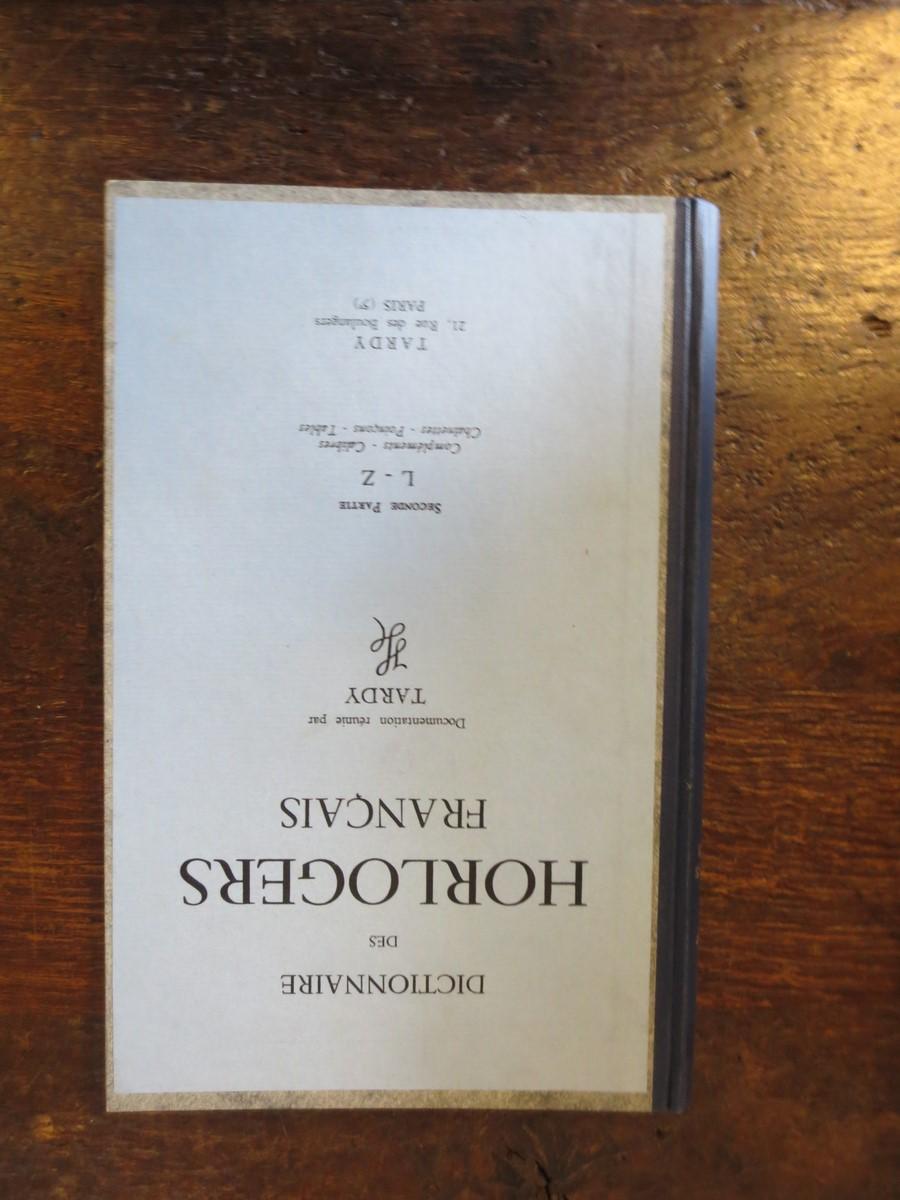 DICTIONNAIRE
DES
HORLOGERS
FRANÇAIS
Documentation réunie par
TARDY
SECONDE PARTIE
L - Z
Compléments - Calibres
Chaînettes - Poinçons - Tables
TARDY
21, Rue des Boulangers
PARIS (5ᵉ)